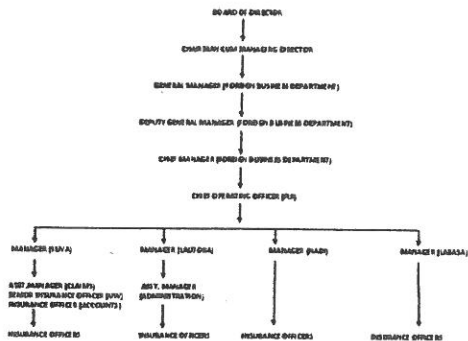 BOARD OF DIRECTOR
CHAIRMAN CUM MANAGING DIRECTOR
GENERAL MANAGER (FOREIGN BUSINESS DEPARTMENT)
DEPUTY GENERAL MANAGER (FOREIGN BUSINESS DEPARTMENT)
CHIEF MANAGER (FOREIGN BUSINESS DEPARTMENT)
CHIEF OPERATING OFFICER (FIJI)
MANAGER (SUVA) MANAGER (LAUTOKA) MANAGER (NADI) MANAGER (LABASA)
ASST. MANAGER (CLAIMS) ASST. MANAGER
SENIOR INSURANCE OFFICER (UW) (ADMINISTRATION)
INSURANCE OFFICER (ACCOUNTS)
INSURANCE OFFICERS INSURANCE OFFICERS INSURANCE OFFICERS INSURANCE OFFICERS